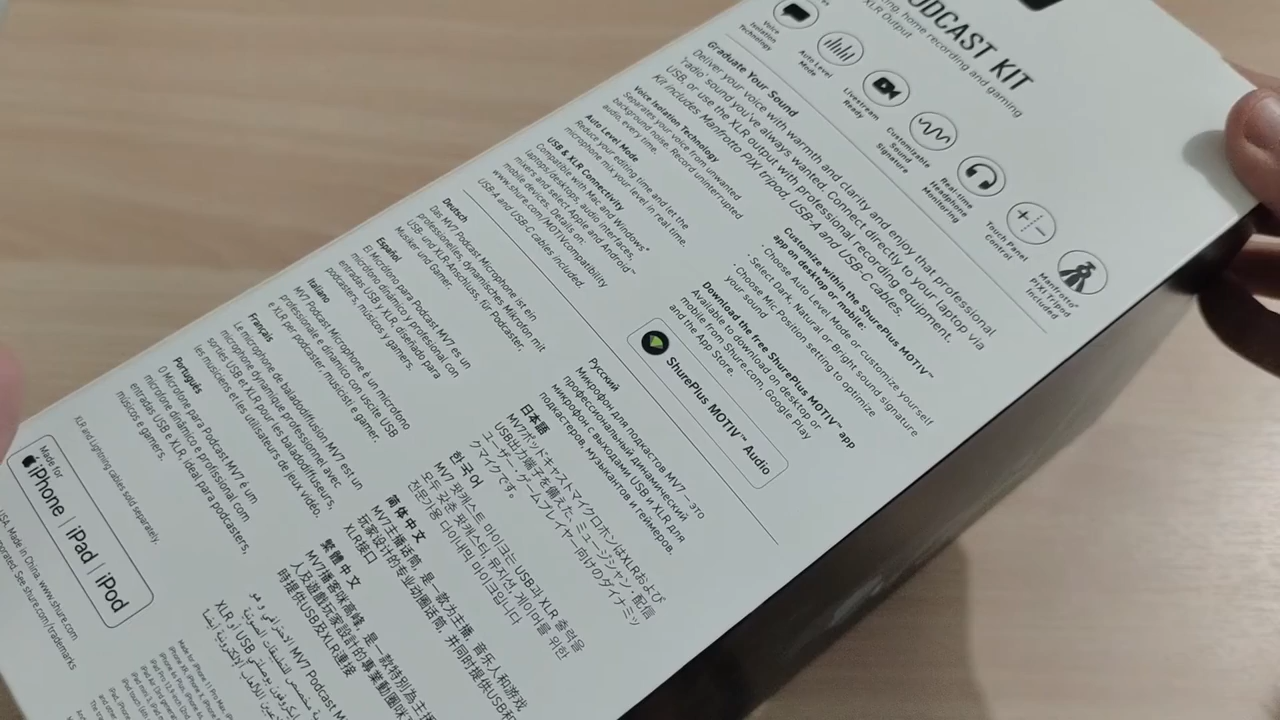 PODCAST KIT
home recording and gaming
XLR Output
Voice
Isolation
Technology
Auto Level
Mode
Livestream
Ready
Customizable
Sound
Signature
Real-time
Headphone
Monitoring
Touch Panel
Control
Manfrotto®
PIXI Tripod
Included
Graduate Your Sound
Deliver your voice with warmth and clarity and enjoy that professional
'radio' sound you've always wanted. Connect directly to your laptop via
USB, or use the XLR output with professional recording equipment.
Kit includes Manfrotto PIXI tripod, USB-A and USB-C cables.
Voice Isolation Technology
Separates your voice from unwanted
background noise. Record uninterrupted
audio, every time.
Auto Level Mode
Reduce your editing time and let the
microphone mix your level in real time.
USB & XLR Connectivity
Compatible with Mac and Windows®
laptops/desktops, audio interfaces,
mixers and select Apple and Android™
mobile devices. Details on:
www.shure.com/MOTIVcompatibility
USB-A and USB-C cables included.
Customize within the ShurePlus MOTIV™
app on desktop or mobile:
· Choose Auto Level Mode or customize yourself
· Select Dark, Natural or Bright sound signature
· Choose Mic Position setting to optimize
your sound
Download the free ShurePlus MOTIV™ app
Available to download on desktop or
mobile from Shure.com, Google Play
and the App Store.
ShurePlus MOTIV™ Audio
Deutsch
Das MV7 Podcast Microphone ist ein
professionelles, dynamisches Mikrofon mit
USB- und XLR-Anschluss, für Podcaster,
Musiker und Gamer.
Español
El Micrófono para Podcast MV7 es un
micrófono dinámico y profesional con
entradas USB y XLR, diseñado para
podcasters, músicos y gamers.
Italiano
MV7 Podcast Microphone è un microfono
professionale e dinamico con uscite USB
e XLR per podcaster musicisti e gamer.
Français
Le microphone de baladodiffusion MV7 est un
microphone dynamique professionnel avec
sorties USB et XLR pour les baladodiffuseurs,
les musiciens et les utilisateurs de jeux vidéo.
Português
O Microfone para Podcast MV7 é um
microfone dinâmico e profissional com
entradas USB e XLR, ideal para podcasters,
músicos e gamers.
Русский
Микрофон для подкастов MV7 – это
профессиональный динамический
микрофон с выходами USB и XLR для
подкастеров, музыкантов и геймеров.
日本語
MV7ポッドキャストマイクロホンはXLRおよび
USB出力端子を備えた、ミュージシャン、配信
ユーザー、ゲームプレイヤー向けのダイナミッ
クマイクです。
한국어
MV7 팟캐스트 마이크는 USB과 XLR 출력을
모두 갖춘 팟캐스터, 뮤지션, 게이머를 위한
전문가용 다이내믹 마이크입니다
简体中文
MV7主播话筒, 是一款为主播, 音乐人和游戏
玩家设计的专业动圈话筒, 并同时提供USB和
XLR接口
繁體中文
MV7播客咪高峰, 是一款特別為主播
人及遊戲玩家設計的專業動圈咪
時提供USB及XLR連接
XLR and Lightning cables sold separately.
Made for
iPhone | iPad | iPod
USA. Made in China. www.shure.com
See shure.com/trademarks